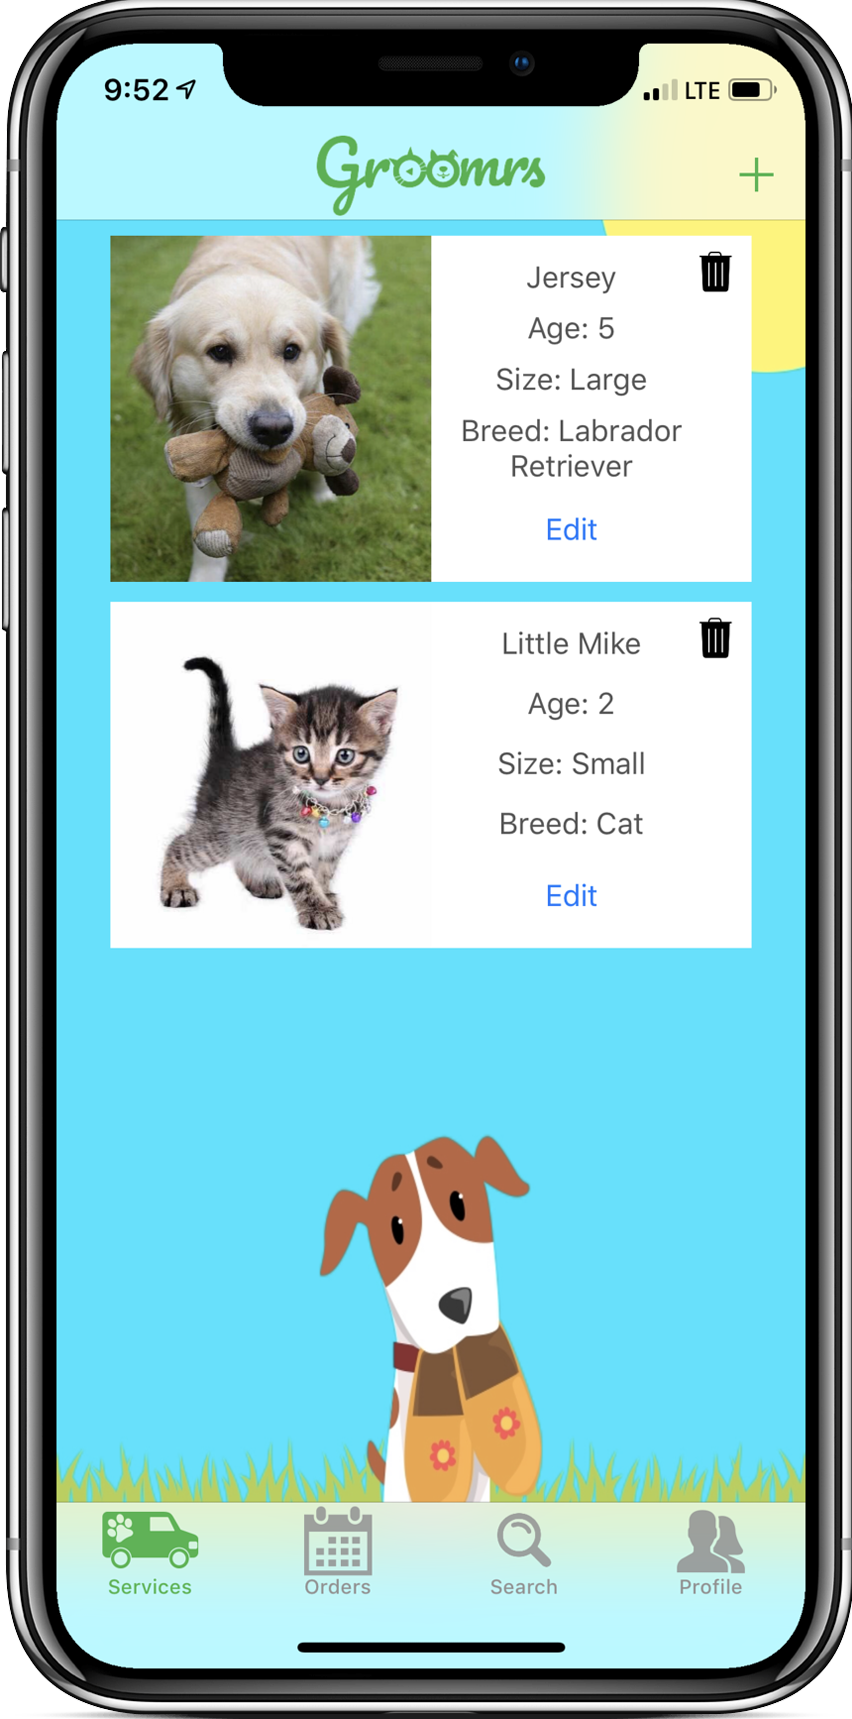 9:52
LTE
Groomrs
Jersey
Age: 5
Size: Large
Breed: Labrador
Retriever
Edit
Little Mike
Age: 2
Size: Small
Breed: Cat
Edit
Services
Orders
Search
Profile